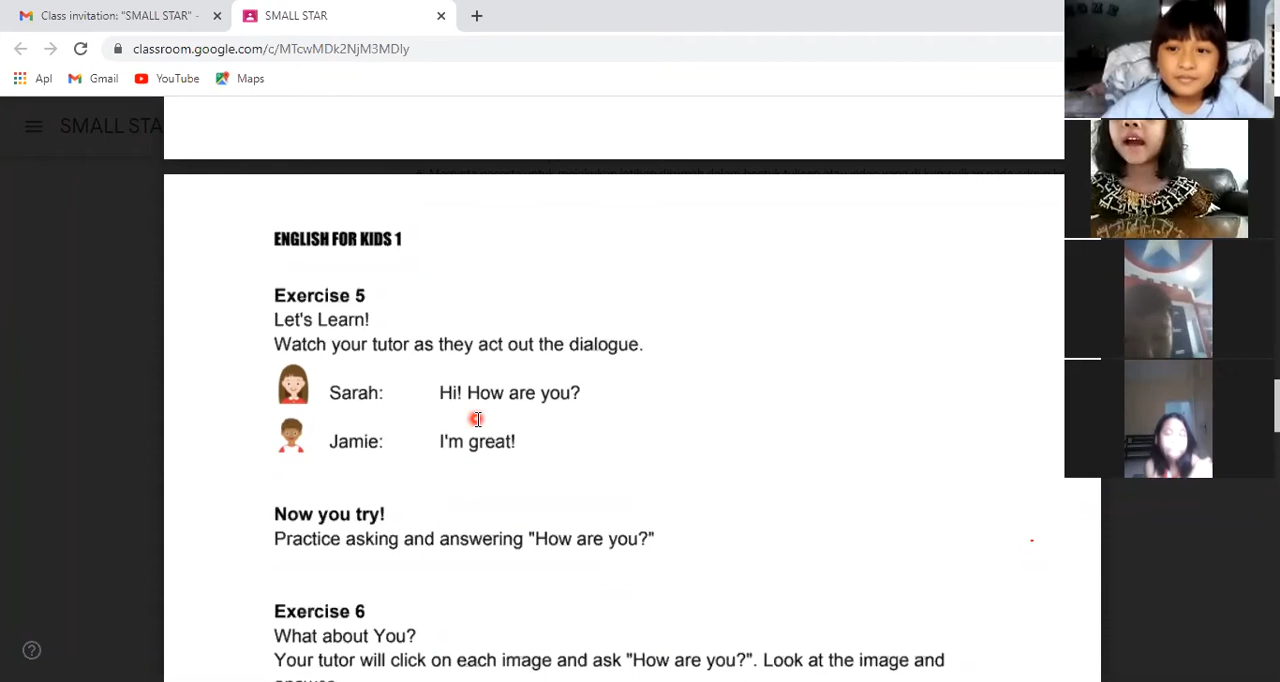 Class invitation: "SMALL STAR" -
SMALL STAR
classroom.google.com/c/MTcwMDk2NjM3MDIy
Apl
Gmail
YouTube
Maps
SMALL STA
ENGLISH FOR KIDS 1
Exercise 5
Let's Learn!
Watch your tutor as they act out the dialogue.
Sarah: Hi! How are you?
Jamie: I'm great!
Now you try!
Practice asking and answering "How are you?"
Exercise 6
What about You?
Your tutor will click on each image and ask "How are you?". Look at the image and